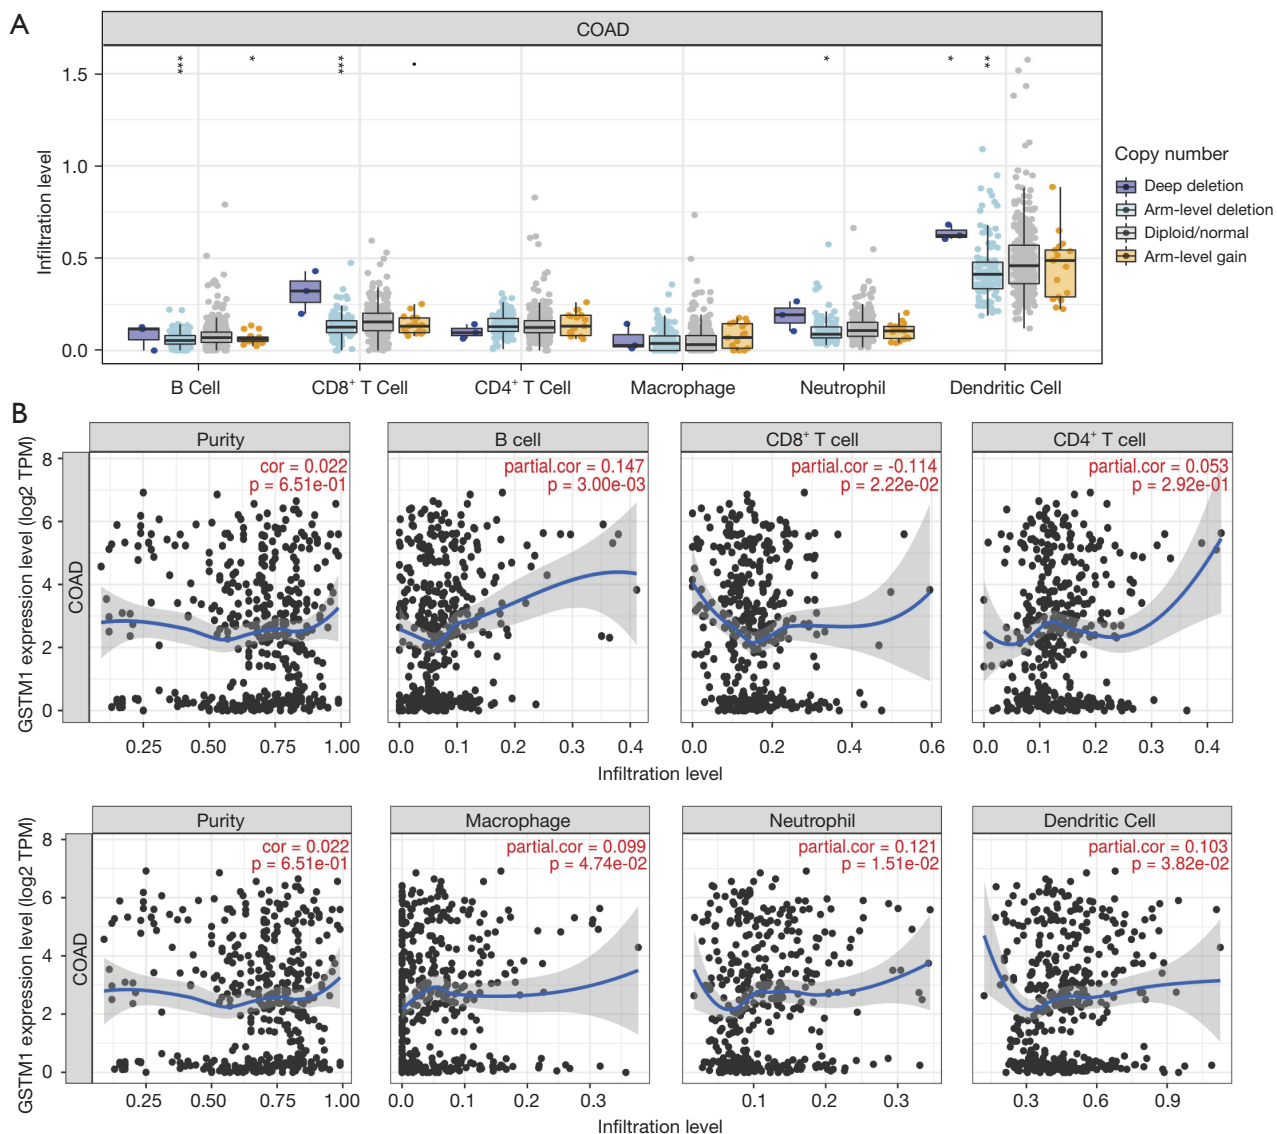 A
COAD
*** * *** • * * **
Infiltration level
1.5
1.0
0.5
0.0
B Cell CD8+ T Cell CD4+ T Cell Macrophage Neutrophil Dendritic Cell
Copy number
Deep deletion
Arm-level deletion
Diploid/normal
Arm-level gain
B
Purity B cell CD8+ T cell CD4+ T cell
cor = 0.022 partial.cor = 0.147 partial.cor = -0.114 partial.cor = 0.053
p = 6.51e-01 p = 3.00e-03 p = 2.22e-02 p = 2.92e-01
GSTM1 expression level (log2 TPM)
COAD
8
6
4
2
0
0.25 0.50 0.75 1.00 0.0 0.1 0.2 0.3 0.4 0.0 0.2 0.4 0.6 0.0 0.1 0.2 0.3 0.4
Infiltration level
Purity Macrophage Neutrophil Dendritic Cell
cor = 0.022 partial.cor = 0.099 partial.cor = 0.121 partial.cor = 0.103
p = 6.51e-01 p = 4.74e-02 p = 1.51e-02 p = 3.82e-02
GSTM1 expression level (log2 TPM)
COAD
8
6
4
2
0
0.25 0.50 0.75 1.00 0.0 0.1 0.2 0.3 0.1 0.2 0.3 0.3 0.6 0.9
Infiltration level